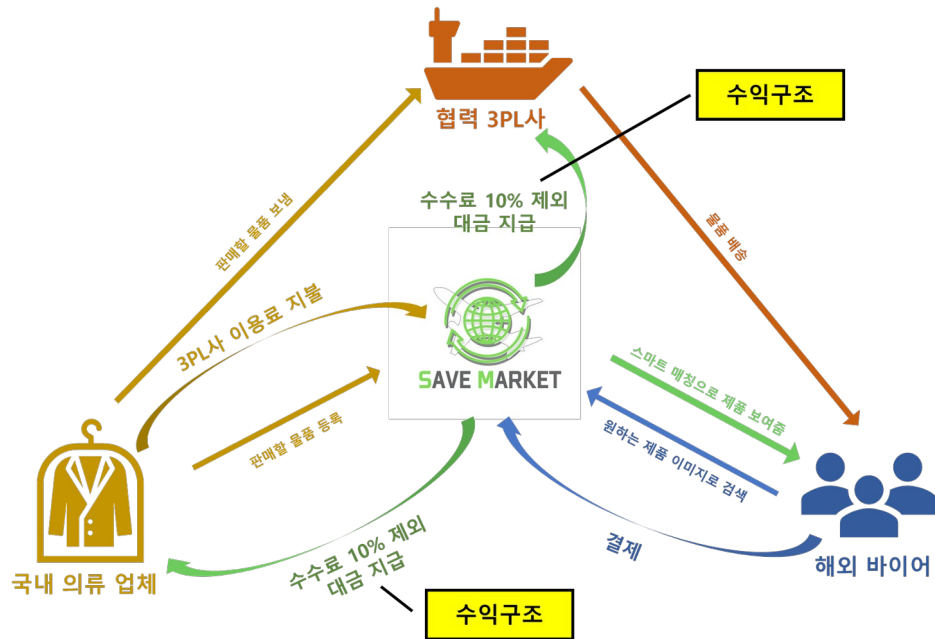 협력 3PL사
수익구조
수수료 10% 제외
대금 지급
판매할 물품 보냄
물품 배송
3PL사 이용료 지불
SAVE MARKET
판매할 물품 등록
스마트 매칭으로 제품 보여줌
원하는 제품 이미지로 검색
국내 의류 업체
수수료 10% 제외
대금 지급
결제
해외 바이어
수익구조